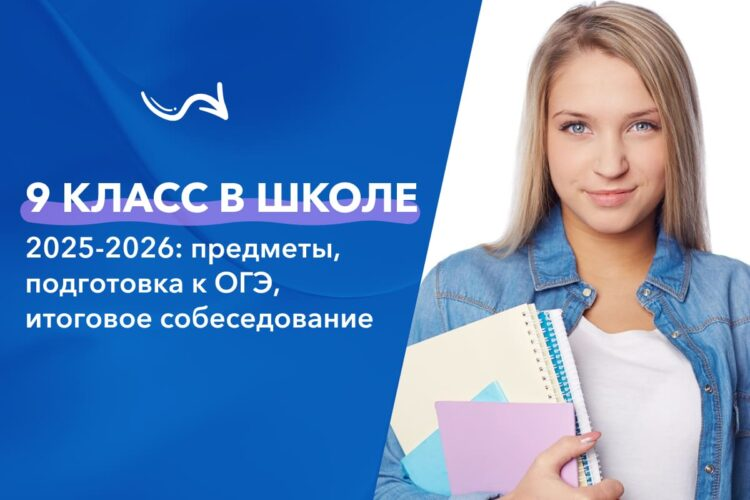 9 КЛАСС В ШКОЛЕ
2025-2026: предметы,
подготовка к ОГЭ,
итоговое собеседование